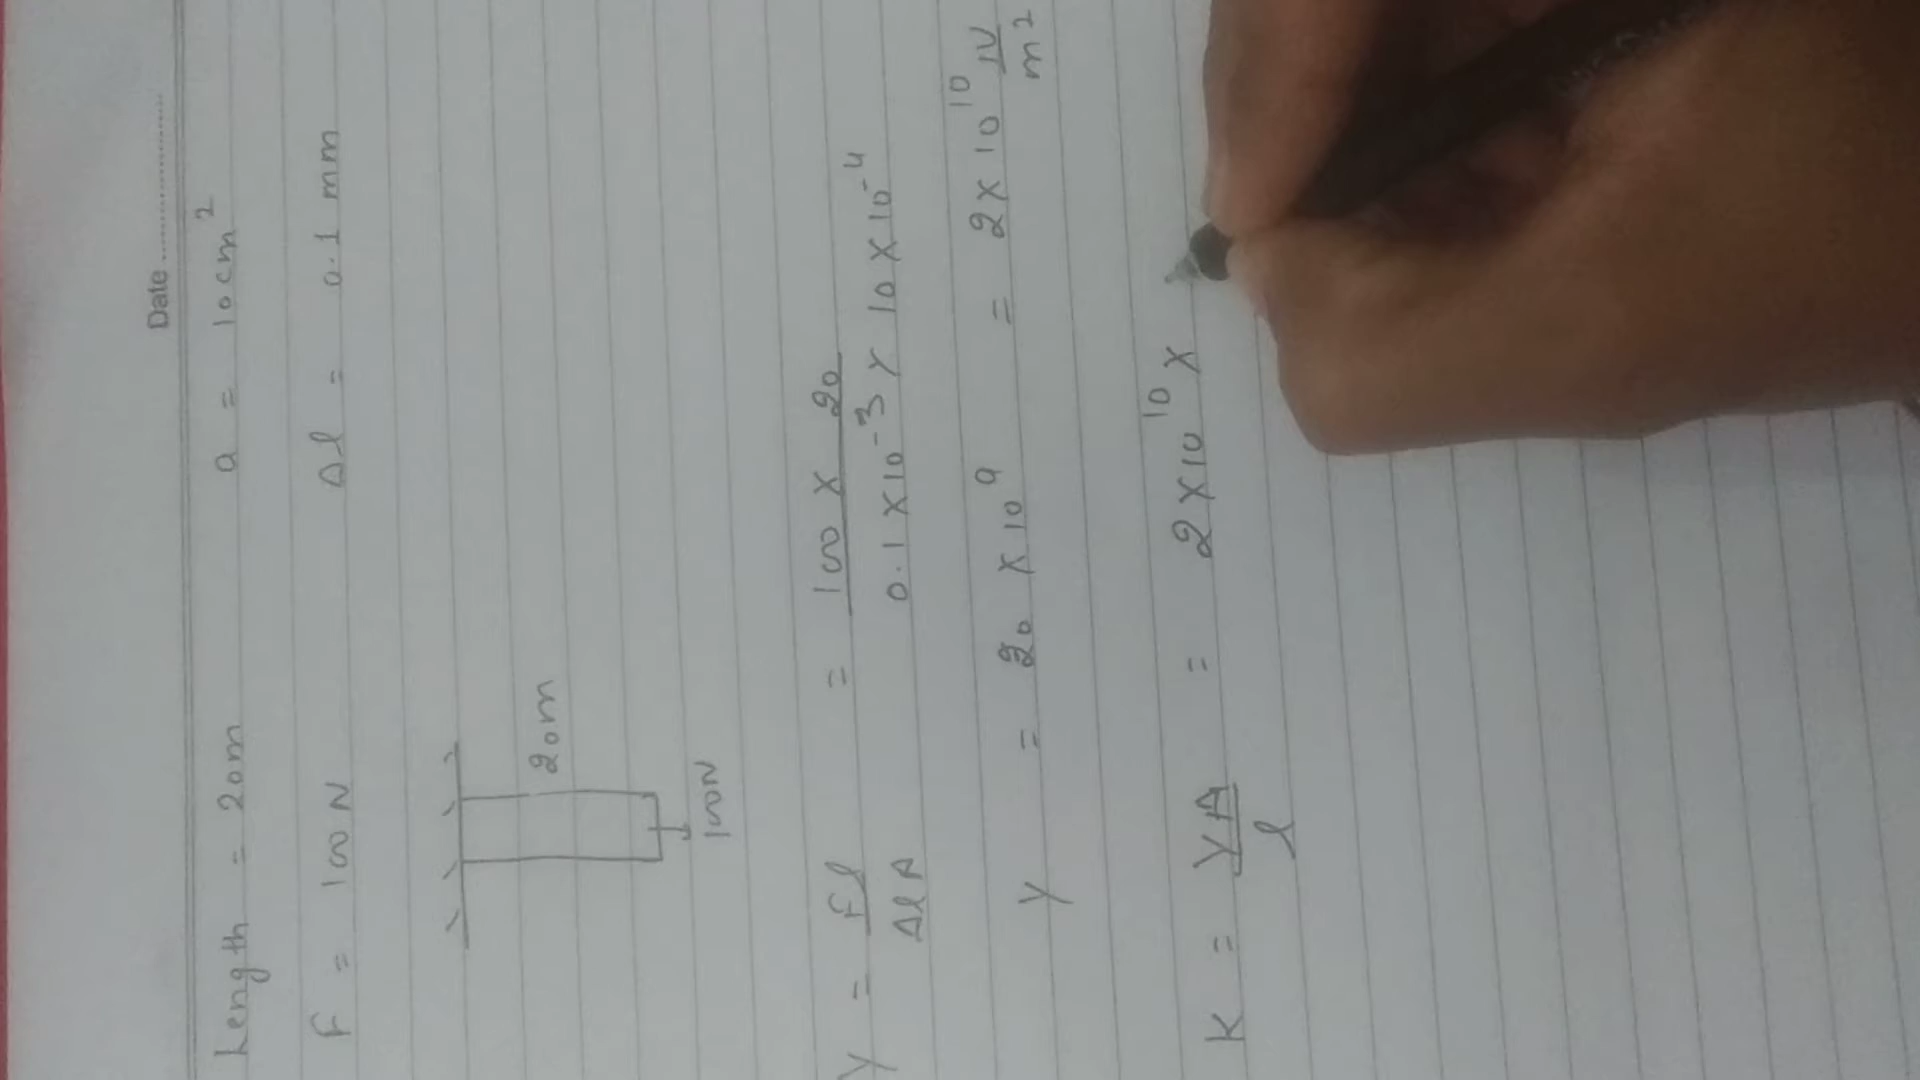 Date ....................
Length = 20m a = 10cm²
F = 100 N Δl = 0.1 mm
20m
100N
Y = Fl / ΔlA = 100 × 20 / 0.1 × 10⁻³ × 10 × 10⁻⁴
Y = 20 × 10⁹ = 2 × 10¹⁰ N / m²
K = YA / l = 2 × 10¹⁰ ×